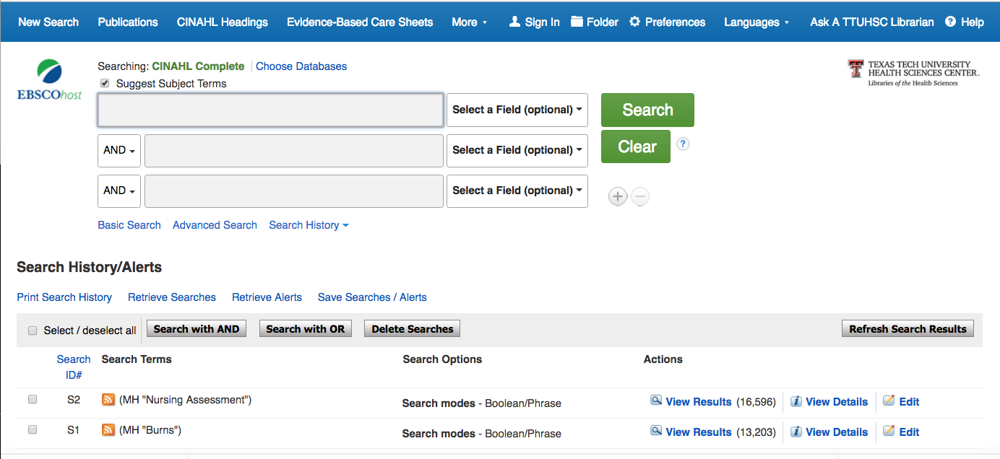 New Search Publications CINAHL Headings Evidence-Based Care Sheets More Sign In Folder Preferences Languages Ask A TTUHSC Librarian ? Help
EBSCOhost
Searching: CINAHL Complete Choose Databases
Suggest Subject Terms
Select a Field (optional) Search
AND Select a Field (optional) Clear ?
AND Select a Field (optional)
Basic Search Advanced Search Search History
TEXAS TECH UNIVERSITY
HEALTH SCIENCES CENTER.
Libraries of the Health Sciences
Search History/Alerts
Print Search History Retrieve Searches Retrieve Alerts Save Searches / Alerts
Select / deselect all Search with AND Search with OR Delete Searches Refresh Search Results
Search ID# Search Terms Search Options Actions
S2 (MH "Nursing Assessment") Search modes - Boolean/Phrase View Results (16,596) i View Details Edit
S1 (MH "Burns") Search modes - Boolean/Phrase View Results (13,203) i View Details Edit